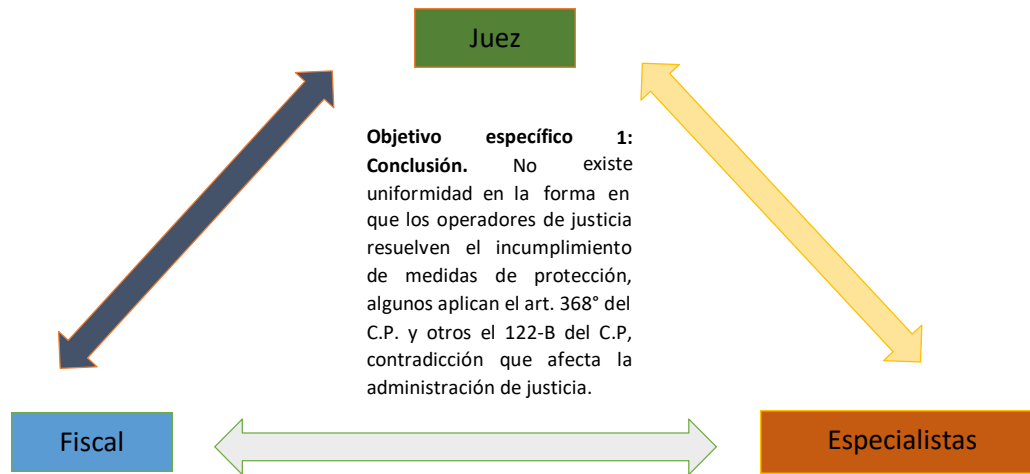 Juez
Objetivo específico 1:
Conclusión. No existe
uniformidad en la forma en
que los operadores de justicia
resuelven el incumplimiento
de medidas de protección,
algunos aplican el art. 368° del
C.P. y otros el 122-B del C.P,
contradicción que afecta la
administración de justicia.
Fiscal
Especialistas